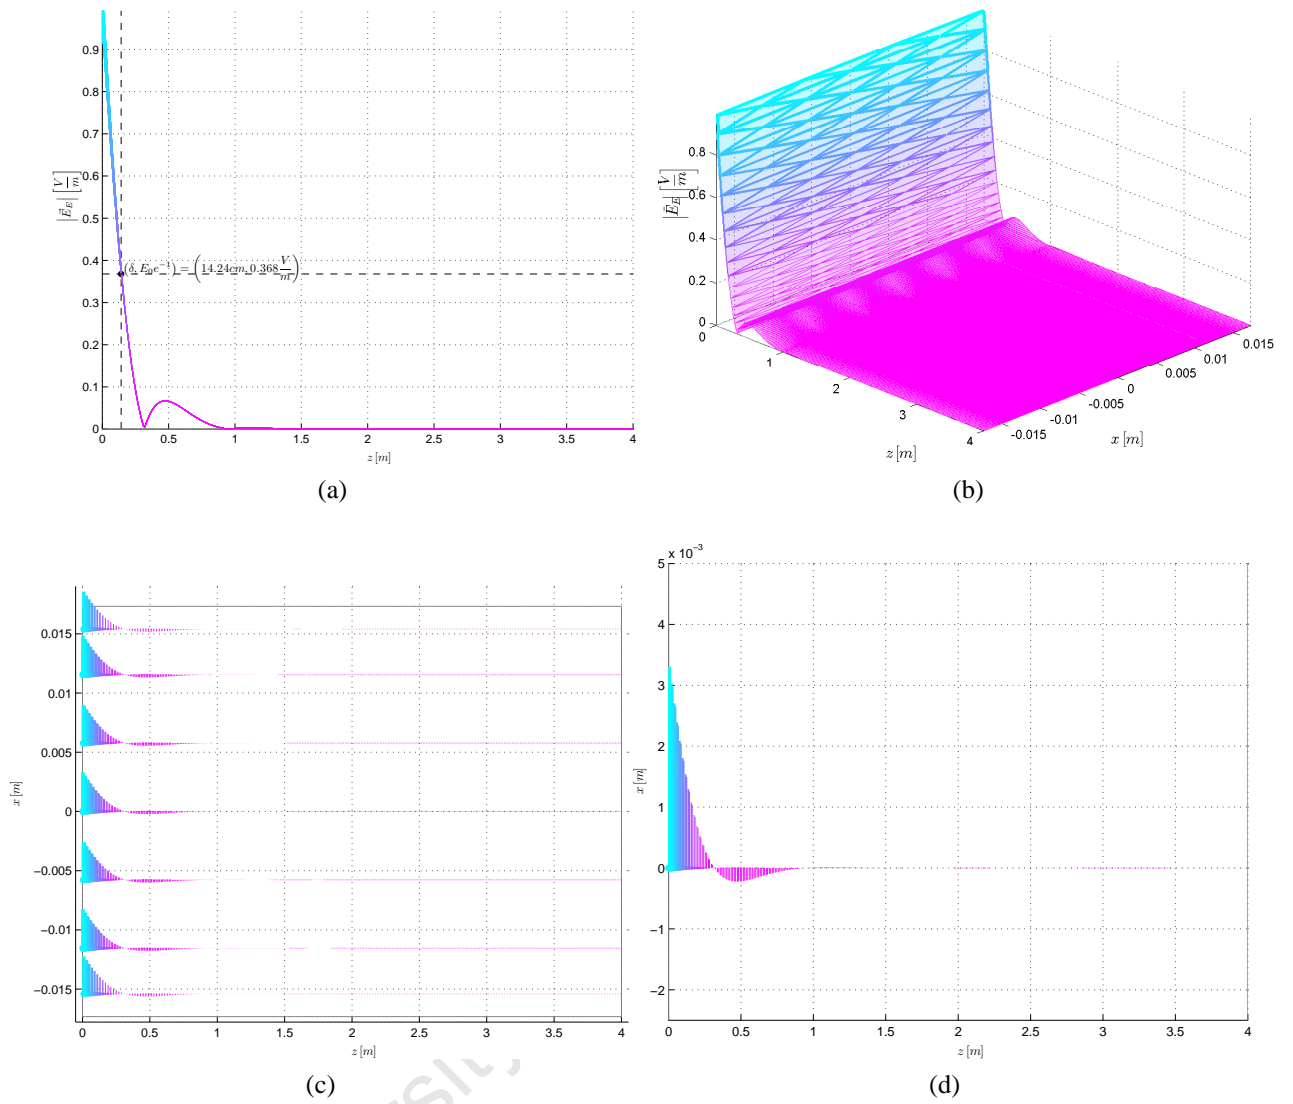 0.9
0.8
0.7
0.6
0.5
0.4
0.3
0.2
0.1
0
|Ē_E| [V/m]
(δ, E₀e⁻¹) = (14.24cm, 0.368 V/m)
0 0.5 1 1.5 2 2.5 3 3.5 4
z [m]
(a)
0.8
0.6
0.4
0.2
0
|Ē_E| [V/m]
0
1
2
3
4
z [m]
0.015
0.01
0.005
0
-0.005
-0.01
-0.015
x [m]
(b)
0.015
0.01
0.005
0
−0.005
−0.01
−0.015
x [m]
0 0.5 1 1.5 2 2.5 3 3.5 4
z [m]
(c)
x 10⁻³
5
4
3
2
1
0
−1
−2
x [m]
0 0.5 1 1.5 2 2.5 3 3.5 4
z [m]
(d)